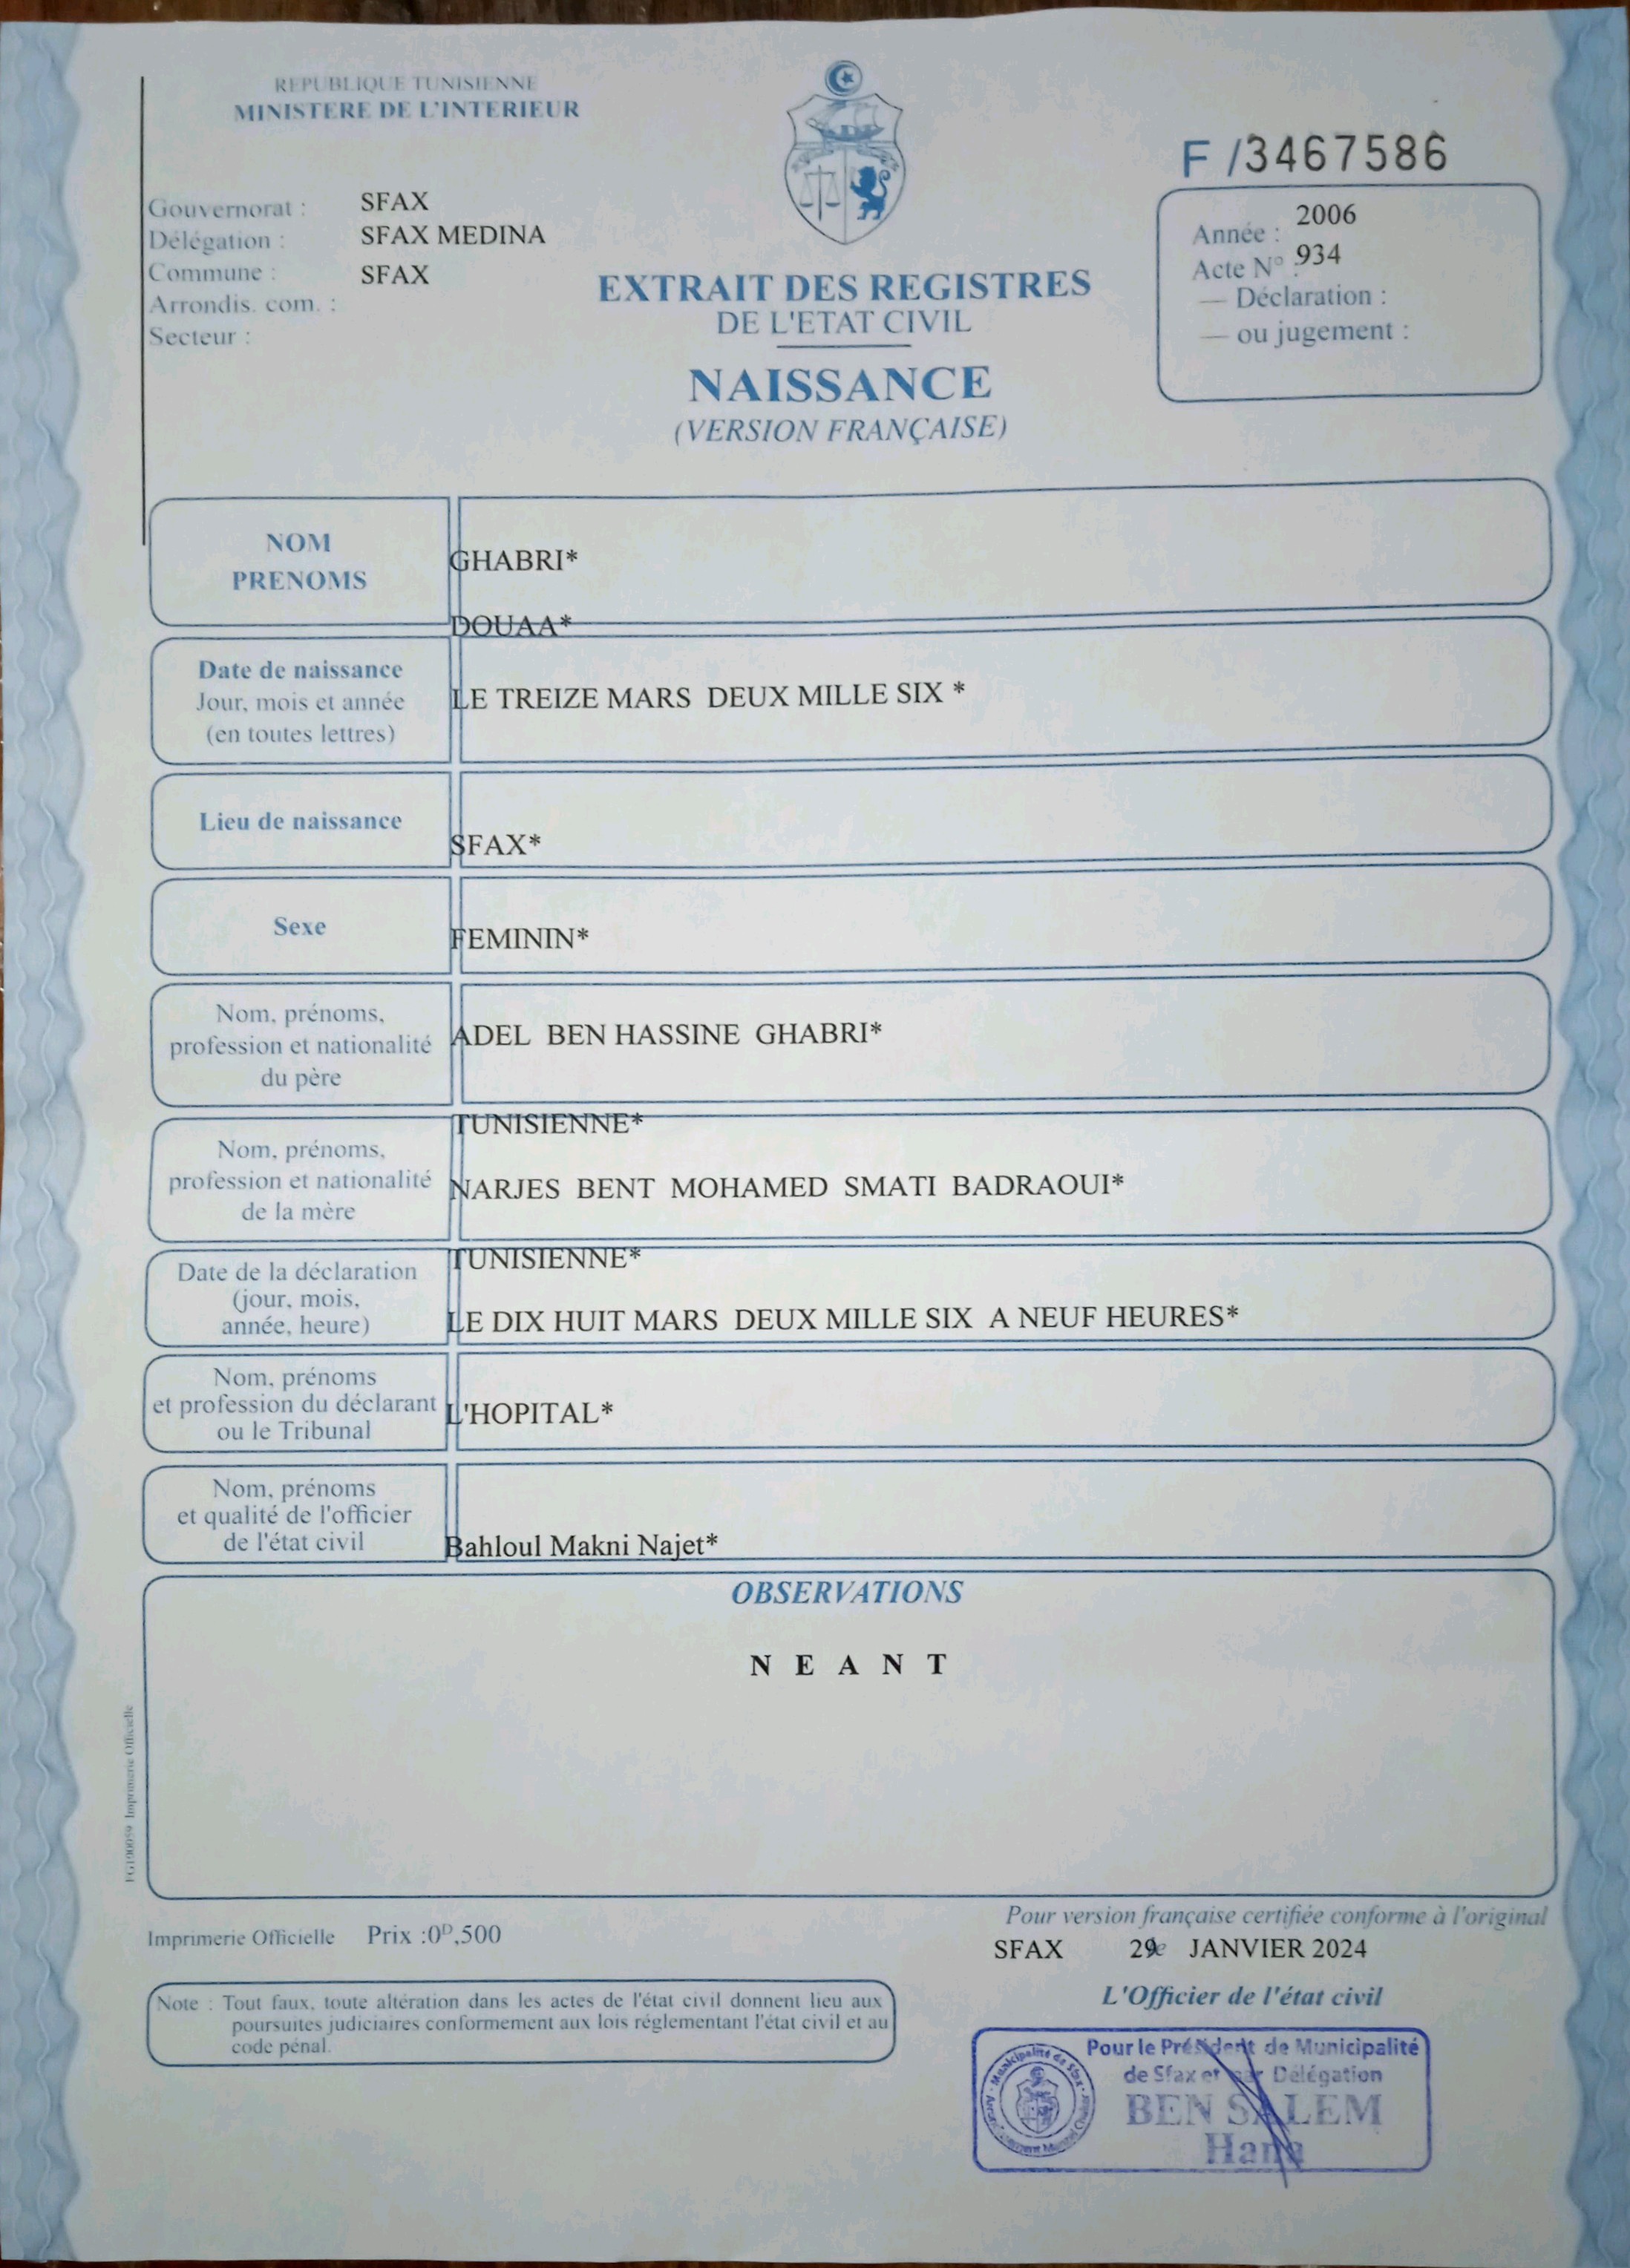 REPUBLIQUE TUNISIENNE
MINISTERE DE L'INTERIEUR
F /3467586
Gouvernorat : SFAX
Délégation : SFAX MEDINA
Commune : SFAX
Arrondis. com. :
Secteur :
Année : 2006
Acte N° : 934
— Déclaration :
— ou jugement :
EXTRAIT DES REGISTRES
DE L'ETAT CIVIL
NAISSANCE
(VERSION FRANÇAISE)
NOM
PRENOMS
GHABRI*
DOUAA*
Date de naissance
Jour, mois et année
(en toutes lettres)
LE TREIZE MARS DEUX MILLE SIX *
Lieu de naissance
SFAX*
Sexe
FEMININ*
Nom, prénoms,
profession et nationalité
du père
ADEL BEN HASSINE GHABRI*
TUNISIENNE*
Nom, prénoms,
profession et nationalité
de la mère
NARJES BENT MOHAMED SMATI BADRAOUI*
TUNISIENNE*
Date de la déclaration
(jour, mois,
année, heure)
LE DIX HUIT MARS DEUX MILLE SIX A NEUF HEURES*
Nom, prénoms
et profession du déclarant
ou le Tribunal
L'HOPITAL*
Nom, prénoms
et qualité de l'officier
de l'état civil
Bahloul Makni Najet*
OBSERVATIONS
N E A N T
FG190059 Imprimerie Officielle
Imprimerie Officielle Prix :0ᴰ,500
Pour version française certifiée conforme à l'original
SFAX 29 JANVIER 2024
L'Officier de l'état civil
Note : Tout faux, toute altération dans les actes de l'état civil donnent lieu aux
poursuites judiciaires conformement aux lois réglementant l'état civil et au
code pénal.
Pour le Président de Municipalité
de Sfax et par Délégation
BEN SALEM
Hana
Municipalité de Sfax